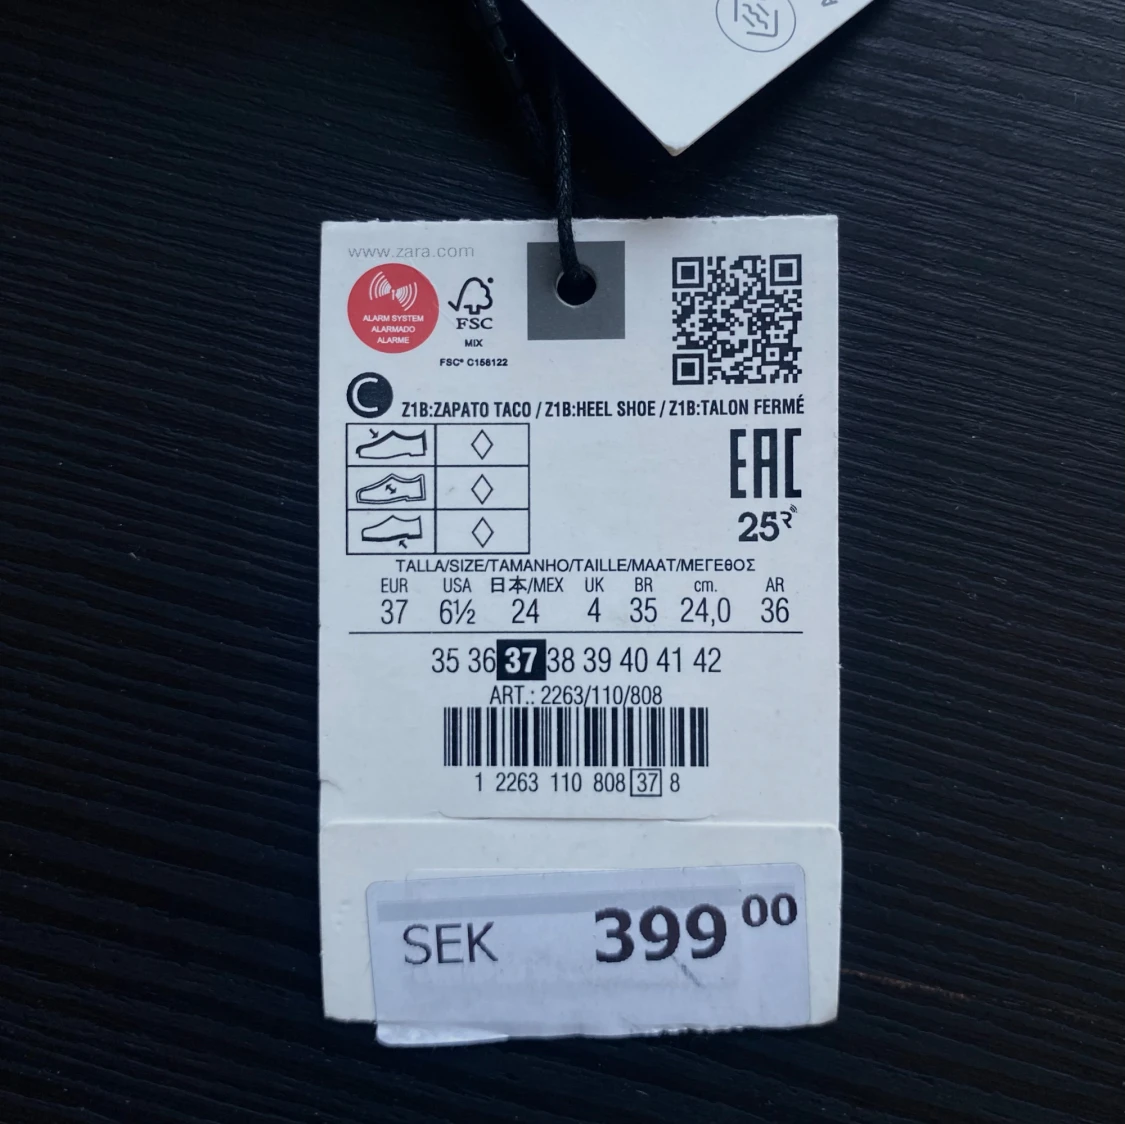 www.zara.com
ALARM SYSTEM
ALARMADO
ALARME
FSC
MIX
FSC® C158122
C
Z1B:ZAPATO TACO / Z1B:HEEL SHOE / Z1B:TALON FERMÉ
EAC
25R
TALLA/SIZE/TAMANHO/TAILLE/MAAT/ΜΕΓΕΘΟΣ
EUR USA 日本/MEX UK BR cm. AR
37 6½ 24 4 35 24,0 36
35 36 37 38 39 40 41 42
ART.: 2263/110/808
1 2263 110 808 37 8
SEK 399 00